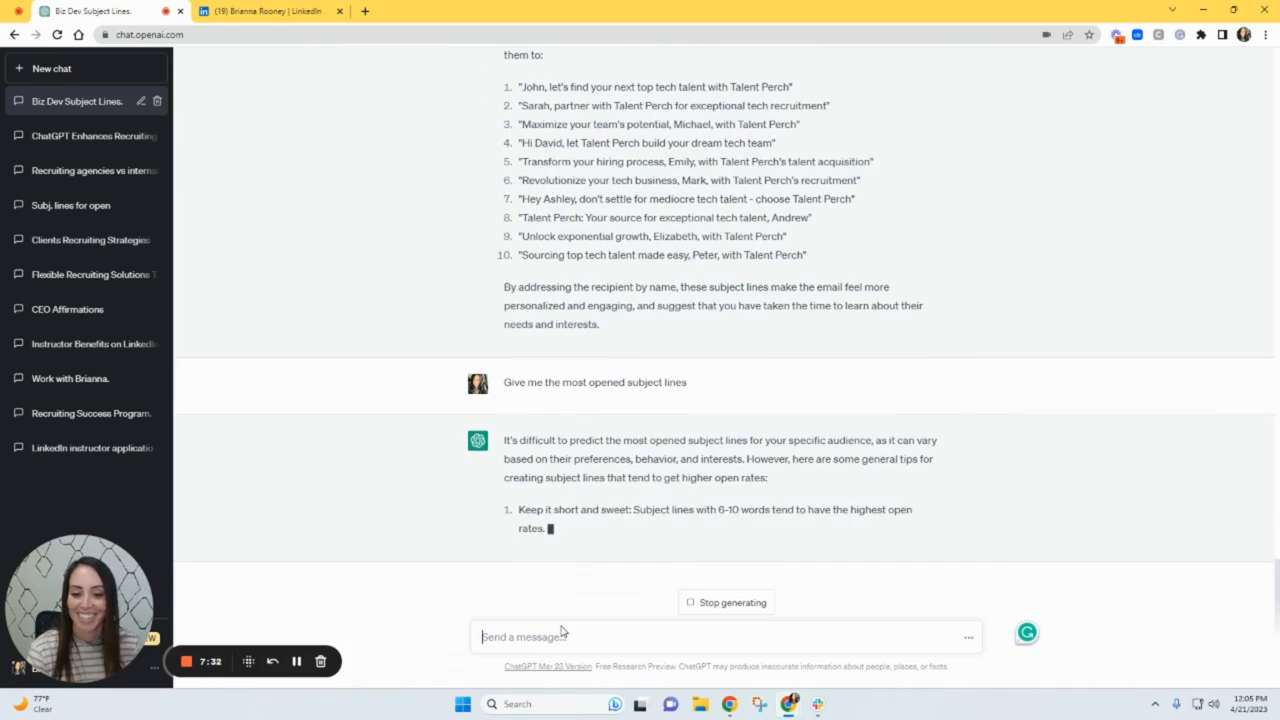 Biz Dev Subject Lines.
(19) Brianna Rooney | LinkedIn
chat.openai.com
9+
New chat
Biz Dev Subject Lines.
ChatGPT Enhances Recruiting
Recruiting agencies vs interna
Subj. lines for open
Clients Recruiting Strategies
Flexible Recruiting Solutions T
CEO Affirmations
Instructor Benefits on LinkedIn
Work with Brianna.
Recruiting Success Program.
LinkedIn instructor applicatio
them to:
1. "John, let's find your next top tech talent with Talent Perch"
2. "Sarah, partner with Talent Perch for exceptional tech recruitment"
3. "Maximize your team's potential, Michael, with Talent Perch"
4. "Hi David, let Talent Perch build your dream tech team"
5. "Transform your hiring process, Emily, with Talent Perch's talent acquisition"
6. "Revolutionize your tech business, Mark, with Talent Perch's recruitment"
7. "Hey Ashley, don't settle for mediocre tech talent - choose Talent Perch"
8. "Talent Perch: Your source for exceptional tech talent, Andrew"
9. "Unlock exponential growth, Elizabeth, with Talent Perch"
10. "Sourcing top tech talent made easy, Peter, with Talent Perch"
By addressing the recipient by name, these subject lines make the email feel more
personalized and engaging, and suggest that you have taken the time to learn about their
needs and interests.
Give me the most opened subject lines
It's difficult to predict the most opened subject lines for your specific audience, as it can vary
based on their preferences, behavior, and interests. However, here are some general tips for
creating subject lines that tend to get higher open rates:
1. Keep it short and sweet: Subject lines with 6-10 words tend to have the highest open
rates.
Stop generating
Send a message...
ChatGPT Mar 23 Version. Free Research Preview. ChatGPT may produce inaccurate information about people, places, or facts.
7:32
77°F
Clear
Search
12:05 PM
4/21/2023